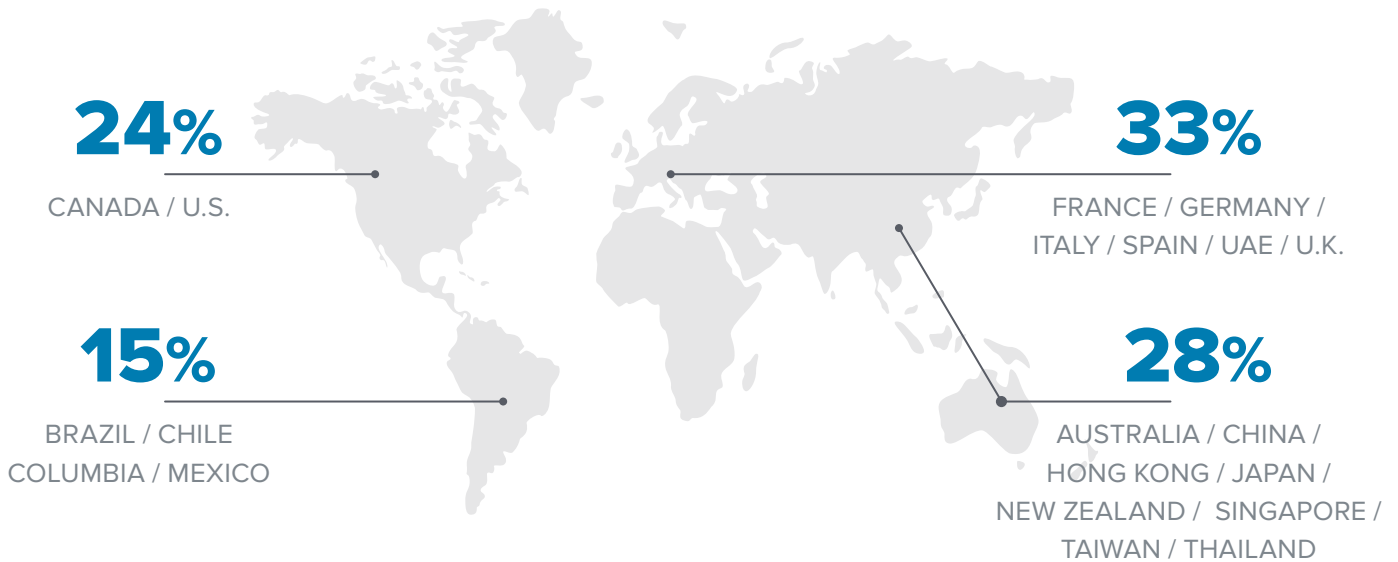 24%
CANADA / U.S.
33%
FRANCE / GERMANY /
ITALY / SPAIN / UAE / U.K.
15%
BRAZIL / CHILE
COLUMBIA / MEXICO
28%
AUSTRALIA / CHINA /
HONG KONG / JAPAN /
NEW ZEALAND / SINGAPORE /
TAIWAN / THAILAND